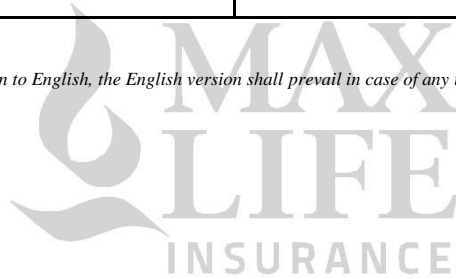 n to English, the English version shall prevail in case of any
MAX
LIFE
INSURANCE